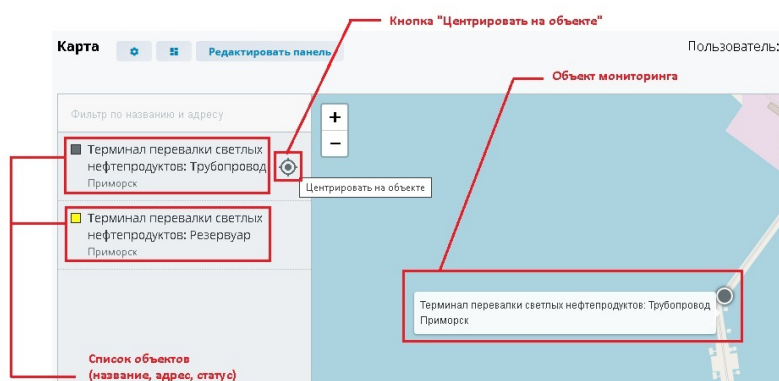 Кнопка "Центрировать на объекте"
Карта
Редактировать панель
Пользователь:
Объект мониторинга
Фильтр по названию и адресу
+
−
Терминал перевалки светлых
нефтепродуктов: Трубопровод
Приморск
Центрировать на объекте
Терминал перевалки светлых
нефтепродуктов: Резервуар
Приморск
Терминал перевалки светлых нефтепродуктов: Трубопровод
Приморск
Список объектов
(название, адрес, статус)